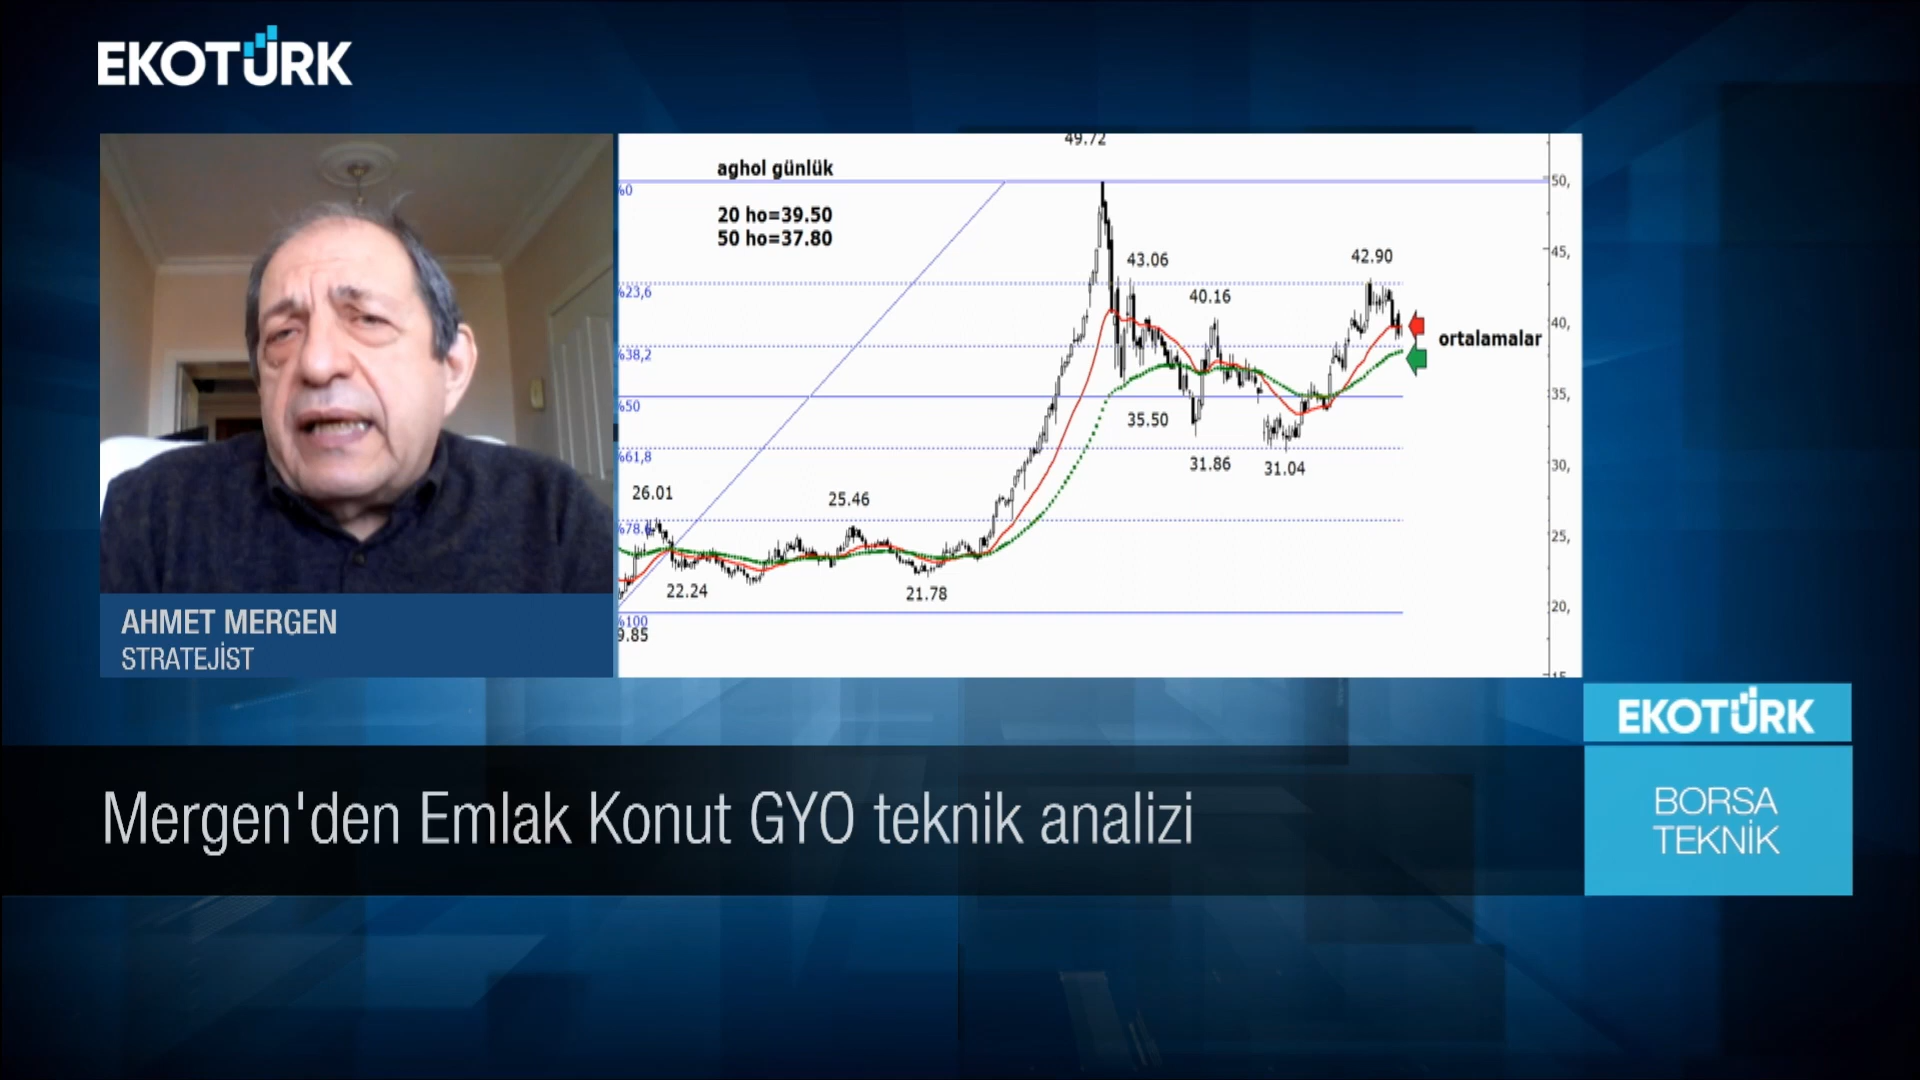 EKOTÜRK
49.72
aghol günlük
%0
50,
20 ho=39.50
50 ho=37.80
45,
43.06
42.90
%23,6
40.16
40,
ortalamalar
%38,2
35,
%50
35.50
%61,8
31.86
31.04
30,
26.01
25.46
%78.6
25,
22.24
21.78
20,
%100
9.85
15
AHMET MERGEN
STRATEJİST
EKOTÜRK
Mergen'den Emlak Konut GYO teknik analizi
BORSA
TEKNİK